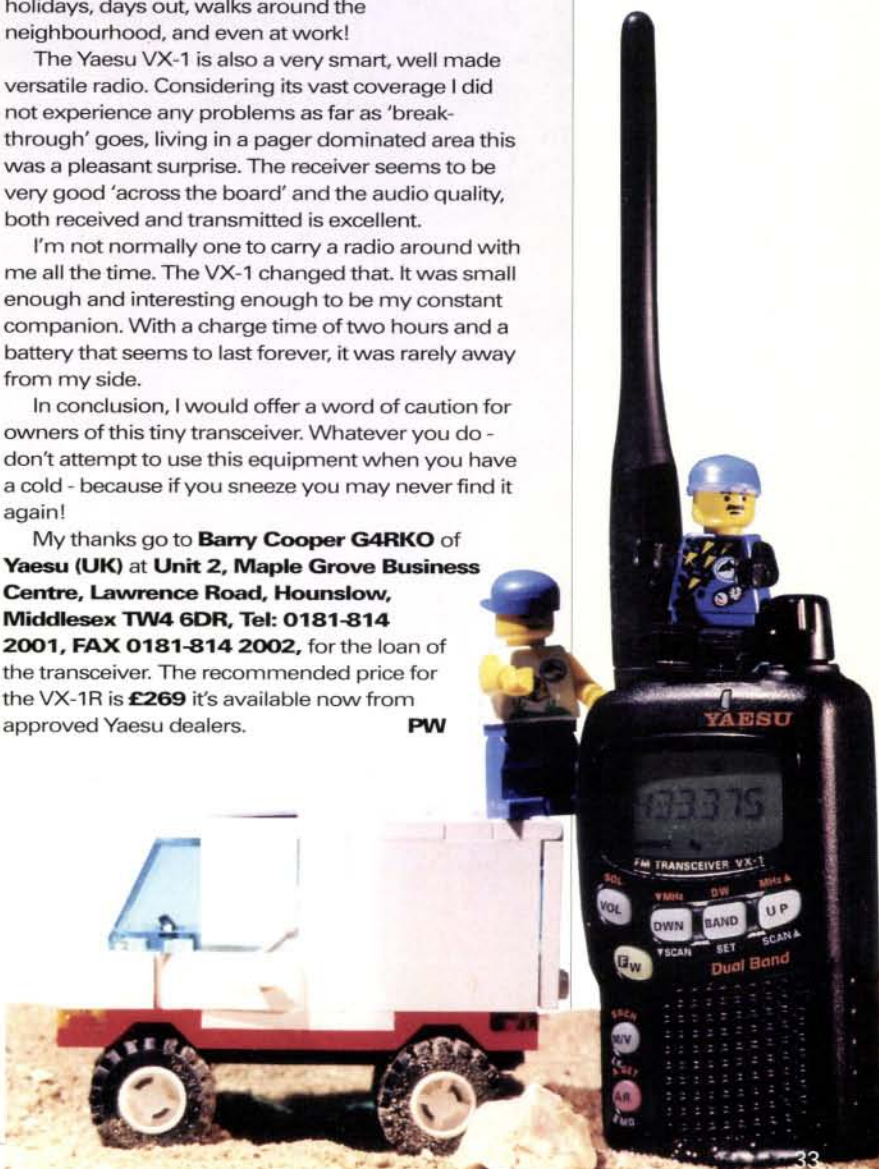 holidays, days out, walks around the
neighbourhood, and even at work!
The Yaesu VX-1 is also a very smart, well made
versatile radio. Considering its vast coverage I did
not experience any problems as far as 'break-
through' goes, living in a pager dominated area this
was a pleasant surprise. The receiver seems to be
very good 'across the board' and the audio quality,
both received and transmitted is excellent.
I'm not normally one to carry a radio around with
me all the time. The VX-1 changed that. It was small
enough and interesting enough to be my constant
companion. With a charge time of two hours and a
battery that seems to last forever, it was rarely away
from my side.
In conclusion, I would offer a word of caution for
owners of this tiny transceiver. Whatever you do -
don't attempt to use this equipment when you have
a cold - because if you sneeze you may never find it
again!
My thanks go to Barry Cooper G4RKO of
Yaesu (UK) at Unit 2, Maple Grove Business
Centre, Lawrence Road, Hounslow,
Middlesex TW4 6DR, Tel: 0181-814
2001, FAX 0181-814 2002, for the loan of
the transceiver. The recommended price for
the VX-1R is £269 it's available now from
approved Yaesu dealers. PW
YAESU
433.375
FM TRANSCEIVER VX-1
SQL ▼MHz DW MHz▲
VOL DWN BAND UP
▼SCAN SET SCAN▲
FW Dual Band
M/V
AR
33